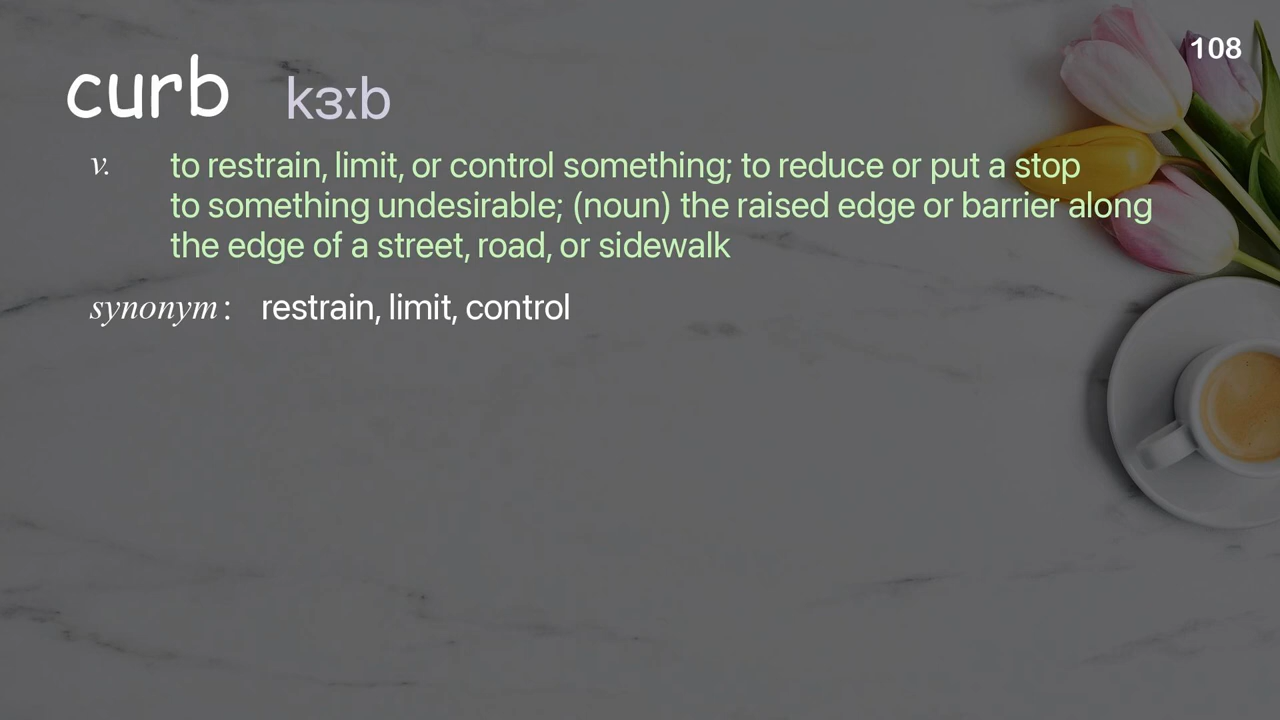 108
curb kɜːb
v. to restrain, limit, or control something; to reduce or put a stop
to something undesirable; (noun) the raised edge or barrier along
the edge of a street, road, or sidewalk
synonym: restrain, limit, control